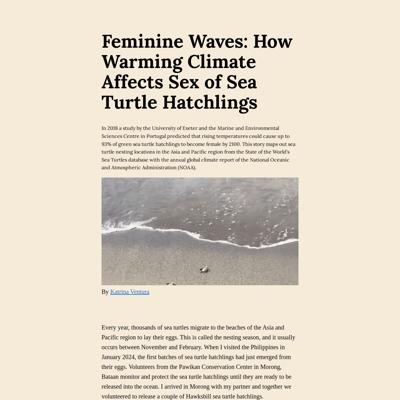 Feminine Waves: How
Warming Climate
Affects Sex of Sea
Turtle Hatchlings
In 2018 a study by the University of Exeter and the Marine and Environmental
Sciences Centre in Portugal predicted that rising temperatures could cause up to
93% of green sea turtle hatchlings to become female by 2100. This story maps out sea
turtle nesting locations in the Asia and Pacific region from the State of the World's
Sea Turtles database with the annual global climate report of the National Oceanic
and Atmospheric Administration (NOAA).
By Katrina Ventura
Every year, thousands of sea turtles migrate to the beaches of the Asia and
Pacific region to lay their eggs. This is called the nesting season, and it usually
occurs between November and February. When I visited the Philippines in
January 2024, the first batches of sea turtle hatchlings had just emerged from
their eggs. Volunteers from the Pawikan Conservation Center in Morong,
Bataan monitor and protect the sea turtle hatchlings until they are ready to be
released into the ocean. I arrived in Morong with my partner and together we
volunteered to release a couple of Hawksbill sea turtle hatchlings.